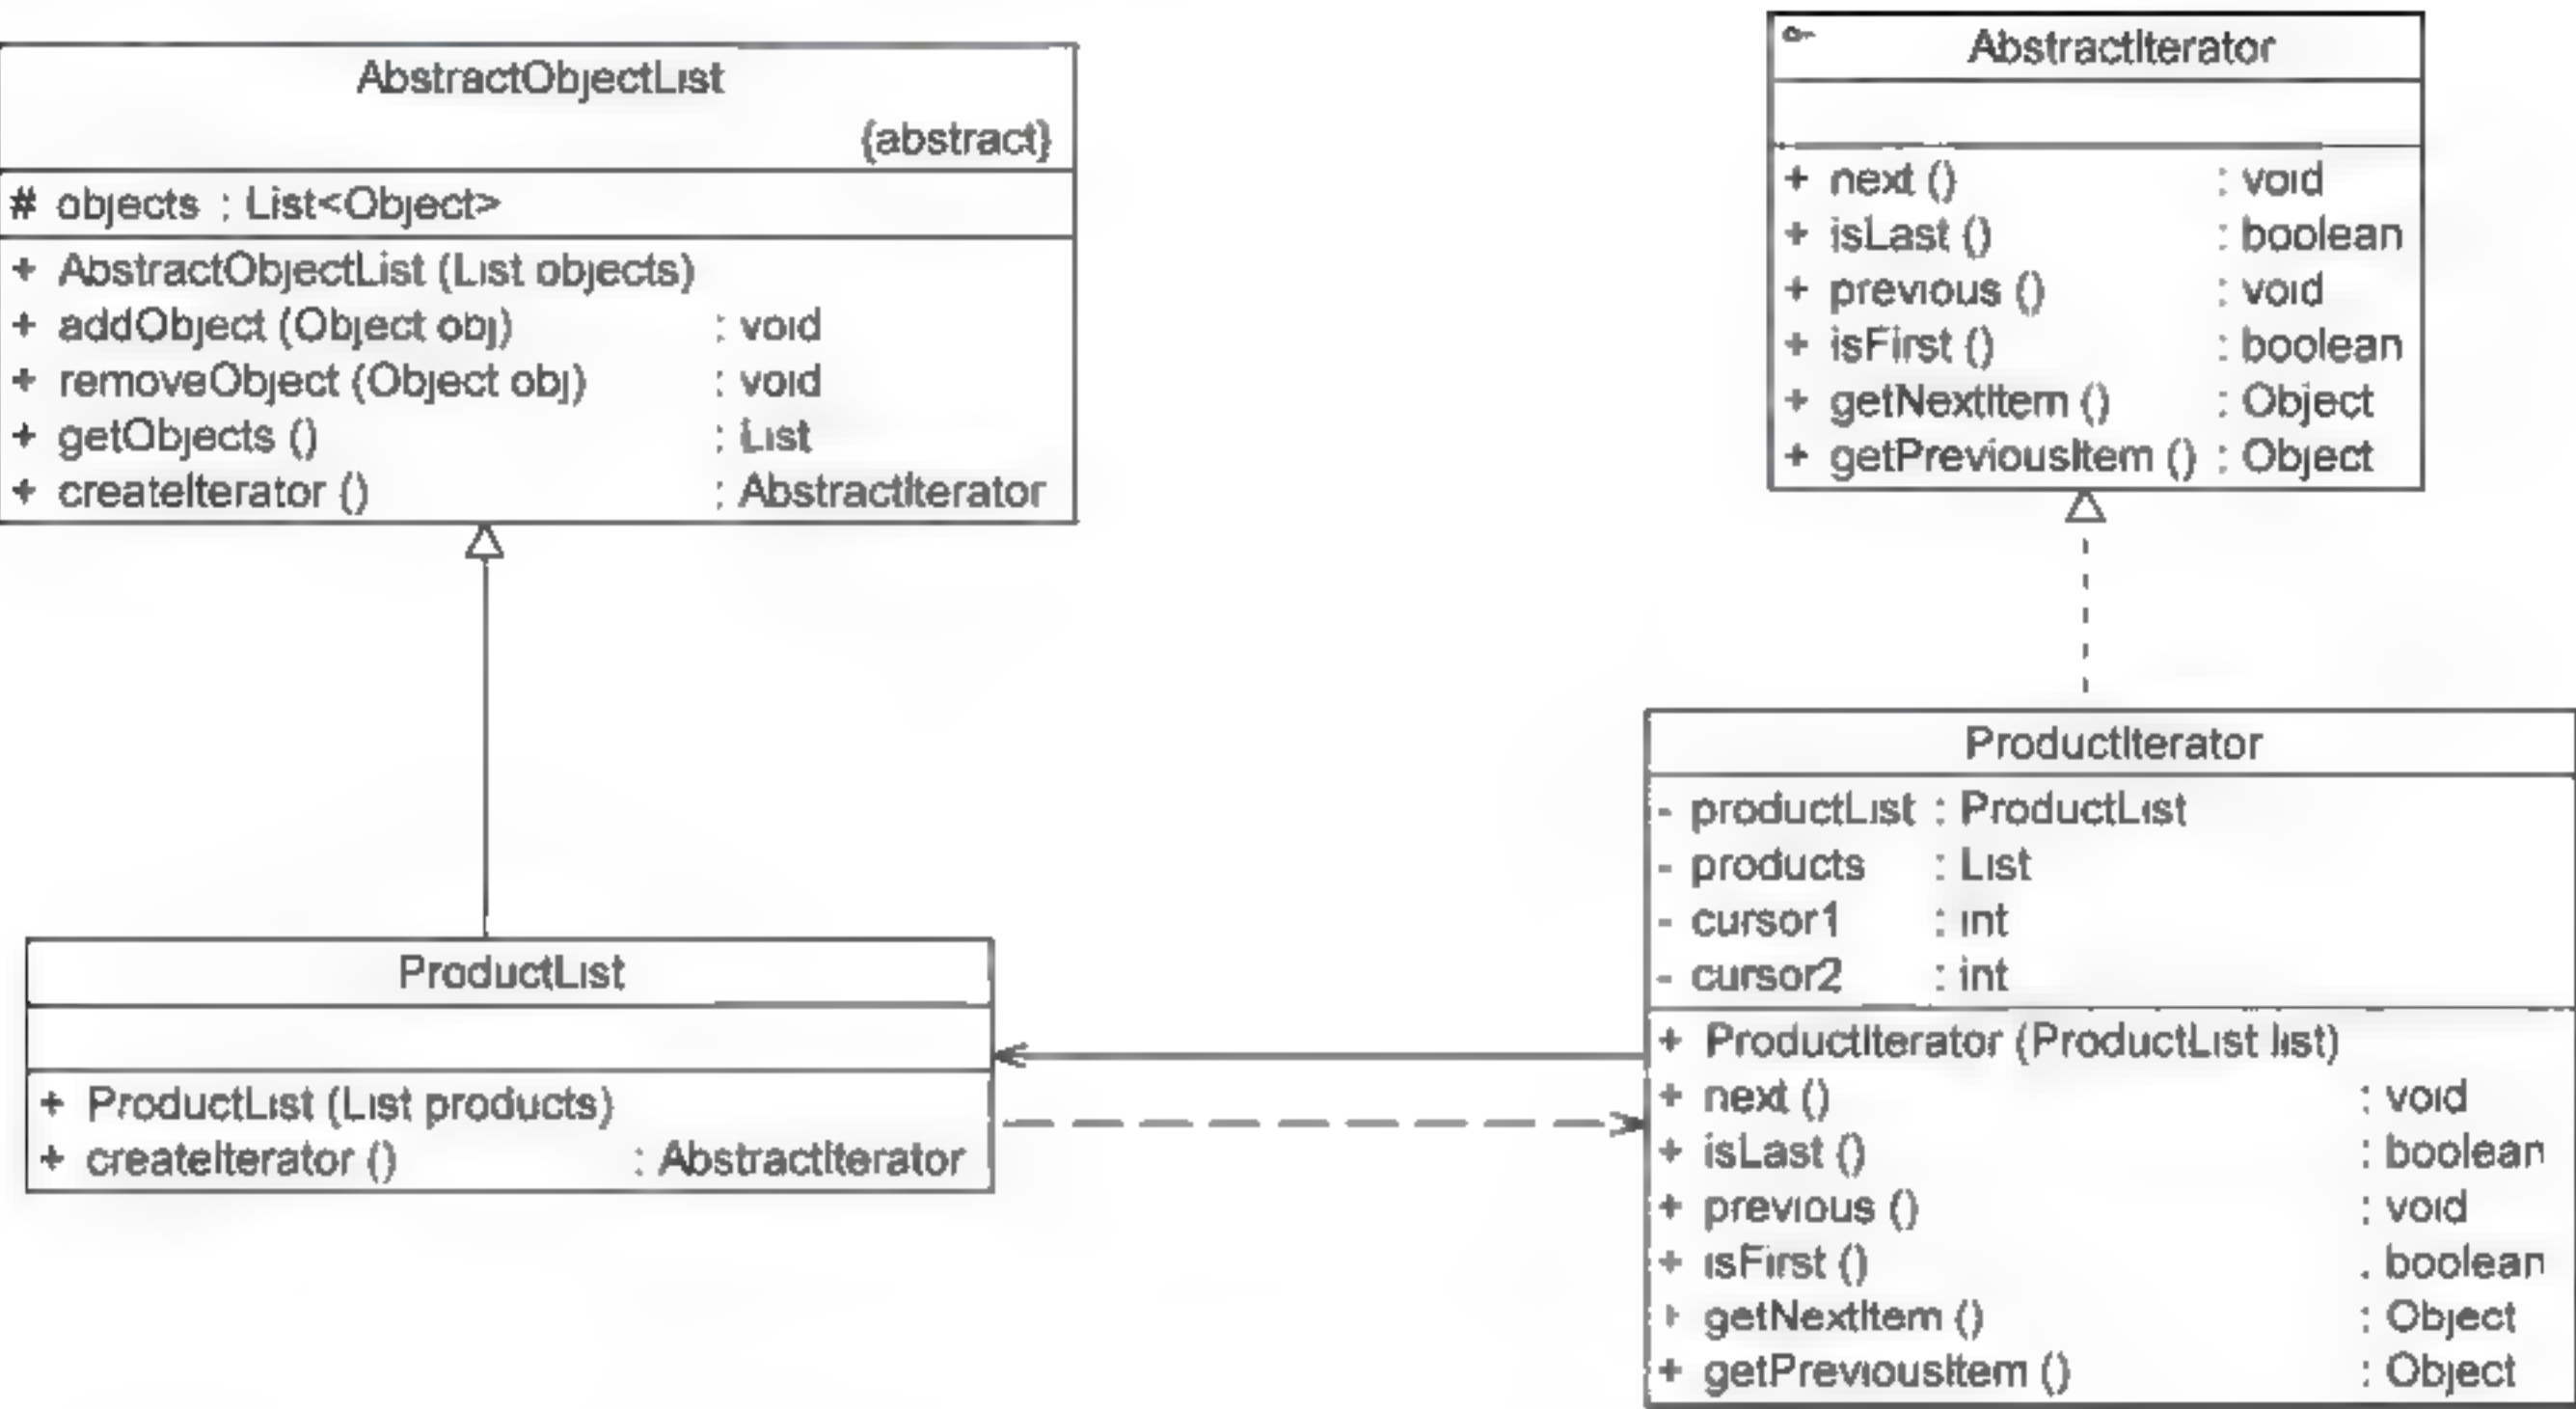 AbstractObjectList
{abstract}
# objects : List<Object>
+ AbstractObjectList (List objects)
+ addObject (Object obj) : void
+ removeObject (Object obj) : void
+ getObjects () : List
+ createIterator () : AbstractIterator
AbstractIterator
+ next () : void
+ isLast () : boolean
+ previous () : void
+ isFirst () : boolean
+ getNextItem () : Object
+ getPreviousItem () : Object
ProductList
+ ProductList (List products)
+ createIterator () : AbstractIterator
ProductIterator
- productList : ProductList
- products : List
- cursor1 : int
- cursor2 : int
+ ProductIterator (ProductList list)
+ next () : void
+ isLast () : boolean
+ previous () : void
+ isFirst () : boolean
+ getNextItem () : Object
+ getPreviousItem () : Object